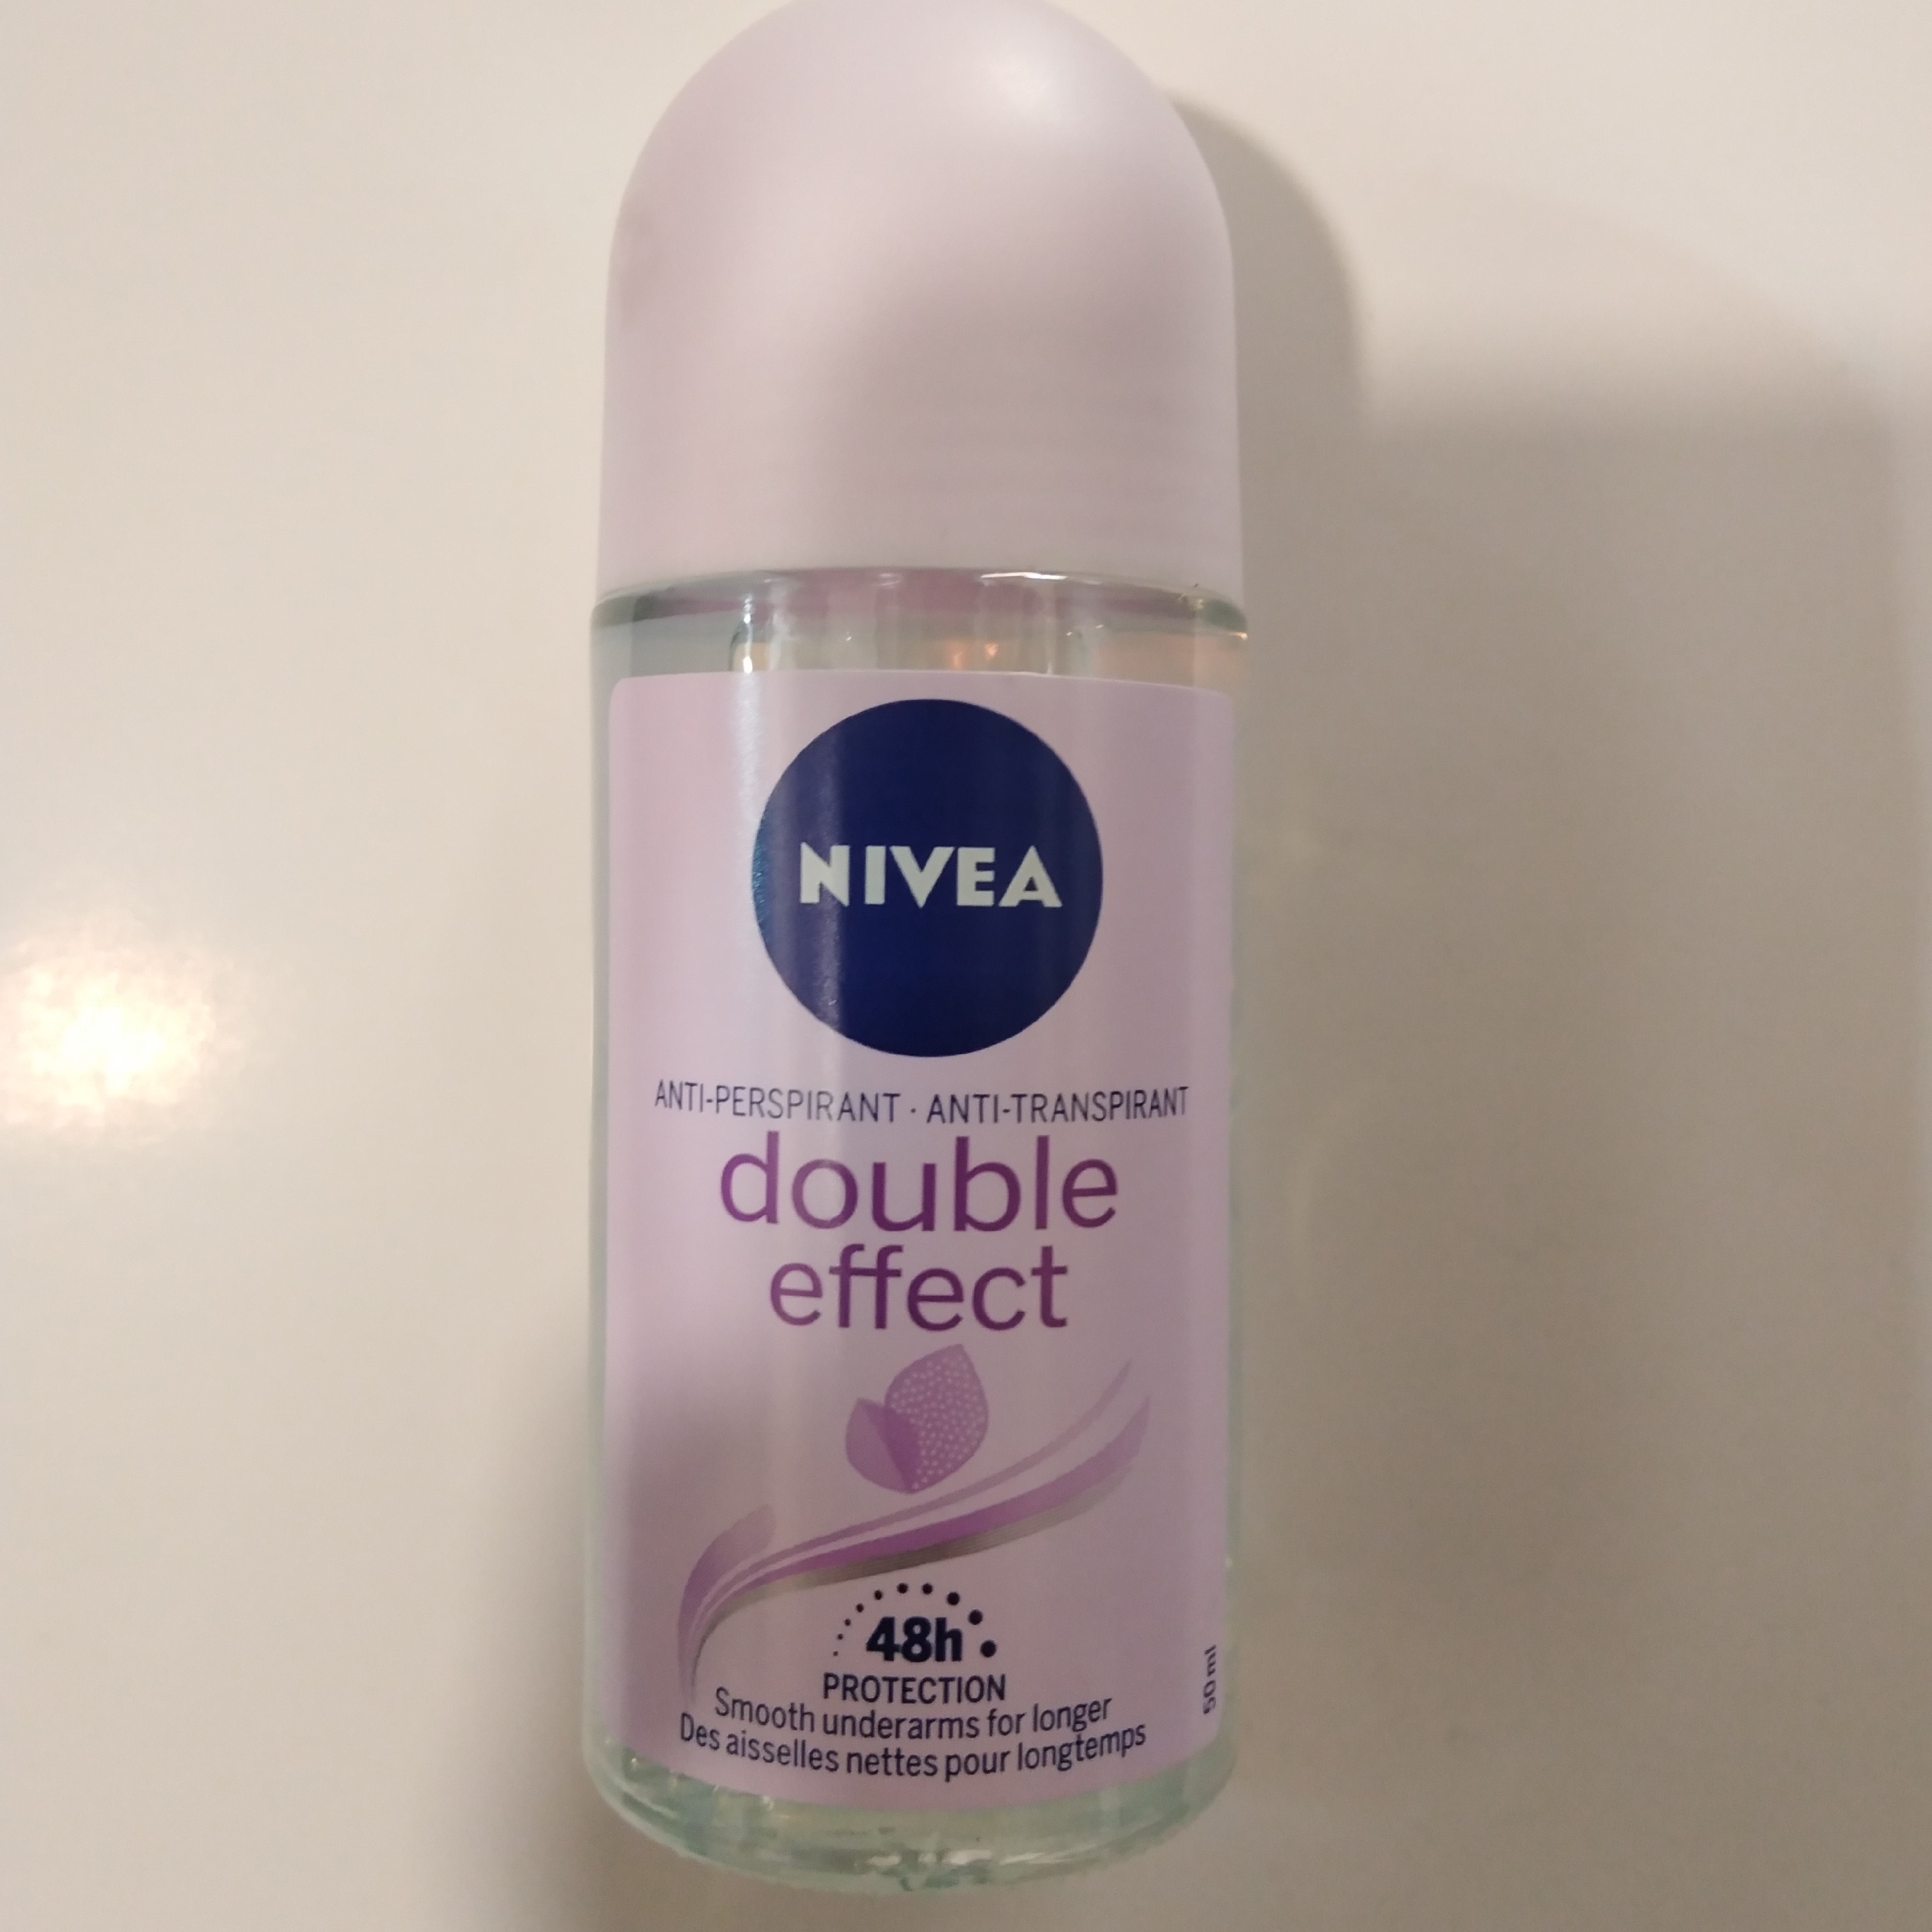 NIVEA
ANTI-PERSPIRANT · ANTI-TRANSPIRANT
double
effect
48h
PROTECTION
Smooth underarms for longer
Des aisselles nettes pour longtemps
50 ml